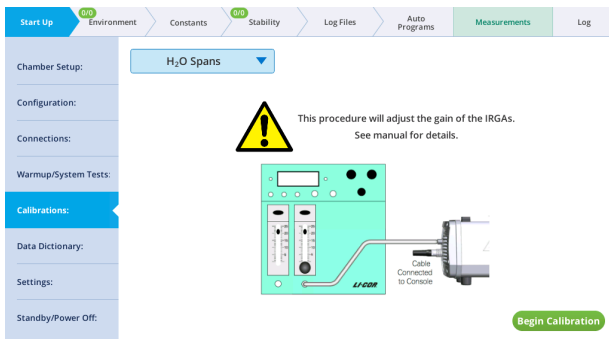 Start Up
0/0
Environment
Constants
0/0
Stability
Log Files
Auto
Programs
Measurements
Log
Chamber Setup:
Configuration:
Connections:
Warmup/System Tests:
Calibrations:
Data Dictionary:
Settings:
Standby/Power Off:
H₂O Spans
This procedure will adjust the gain of the IRGAs.
See manual for details.
Cable
Connected
to Console
LI-COR
Begin Calibration